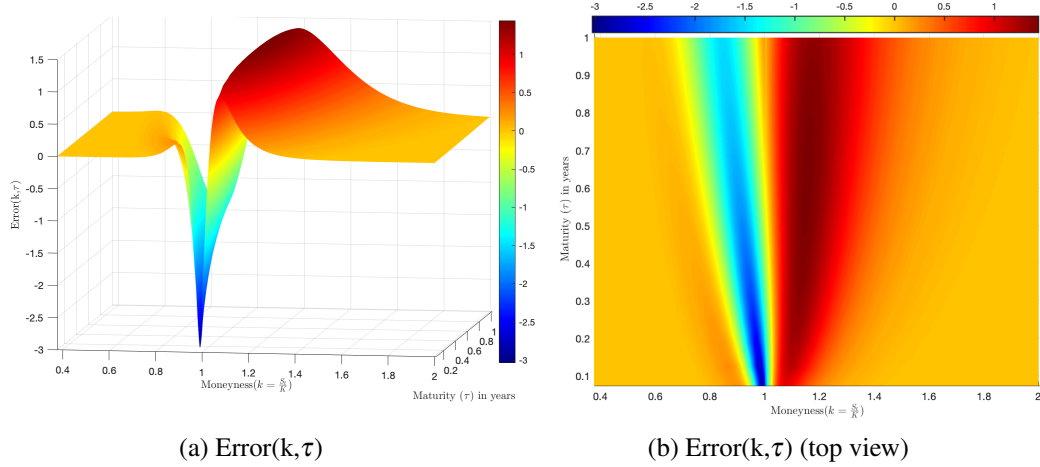 1.5
1
0.5
0
-0.5
-1
-1.5
-2
-2.5
-3
Error(k,τ)
0.4 0.6 0.8 1 1.2 1.4 1.6 1.8 2
Moneyness(k = S_t/K)
0.2 0.4 0.6 0.8 1
Maturity (τ) in years
1
0.5
0
-0.5
-1
-1.5
-2
-2.5
-3
(a) Error(k,τ)
-3 -2.5 -2 -1.5 -1 -0.5 0 0.5 1
1
0.9
0.8
0.7
0.6
0.5
0.4
0.3
0.2
0.1
Maturity (τ) in years
0.4 0.6 0.8 1 1.2 1.4 1.6 1.8 2
Moneyness(k = S_t/K)
(b) Error(k,τ) (top view)